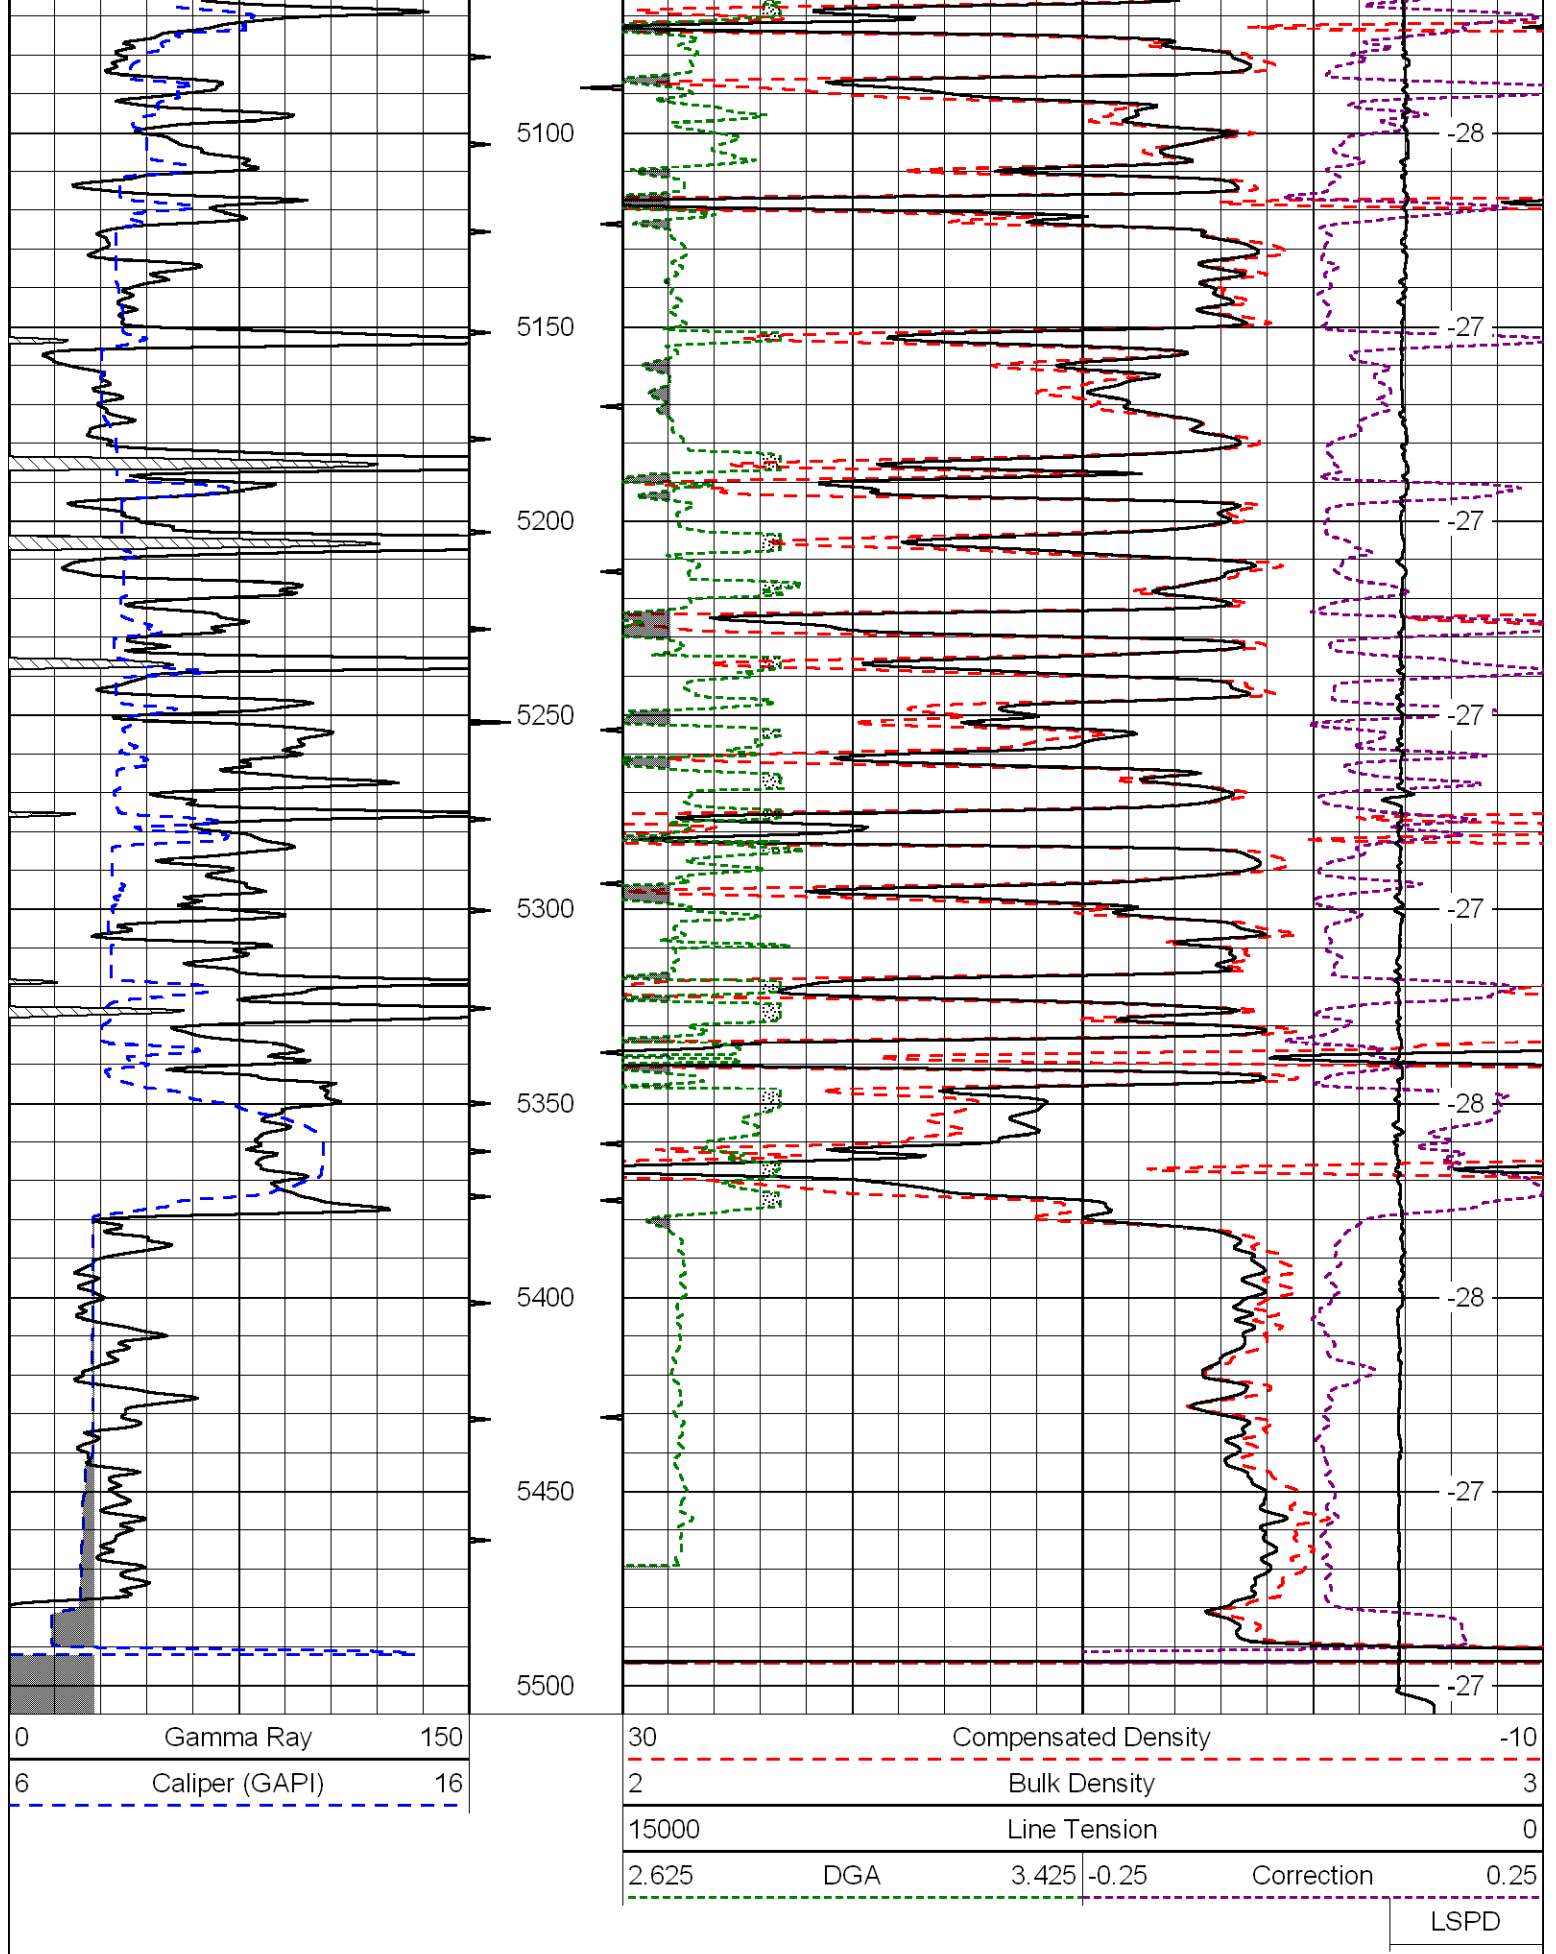 5100 -28
5150 -27
5200 -27
5250 -27
5300 -27
5350 -28
5400 -28
5450 -27
5500 -27
0 Gamma Ray 150
30 Compensated Density -10
6 Caliper (GAPI) 16
2 Bulk Density 3
15000 Line Tension 0
2.625 DGA 3.425 -0.25 Correction 0.25
LSPD